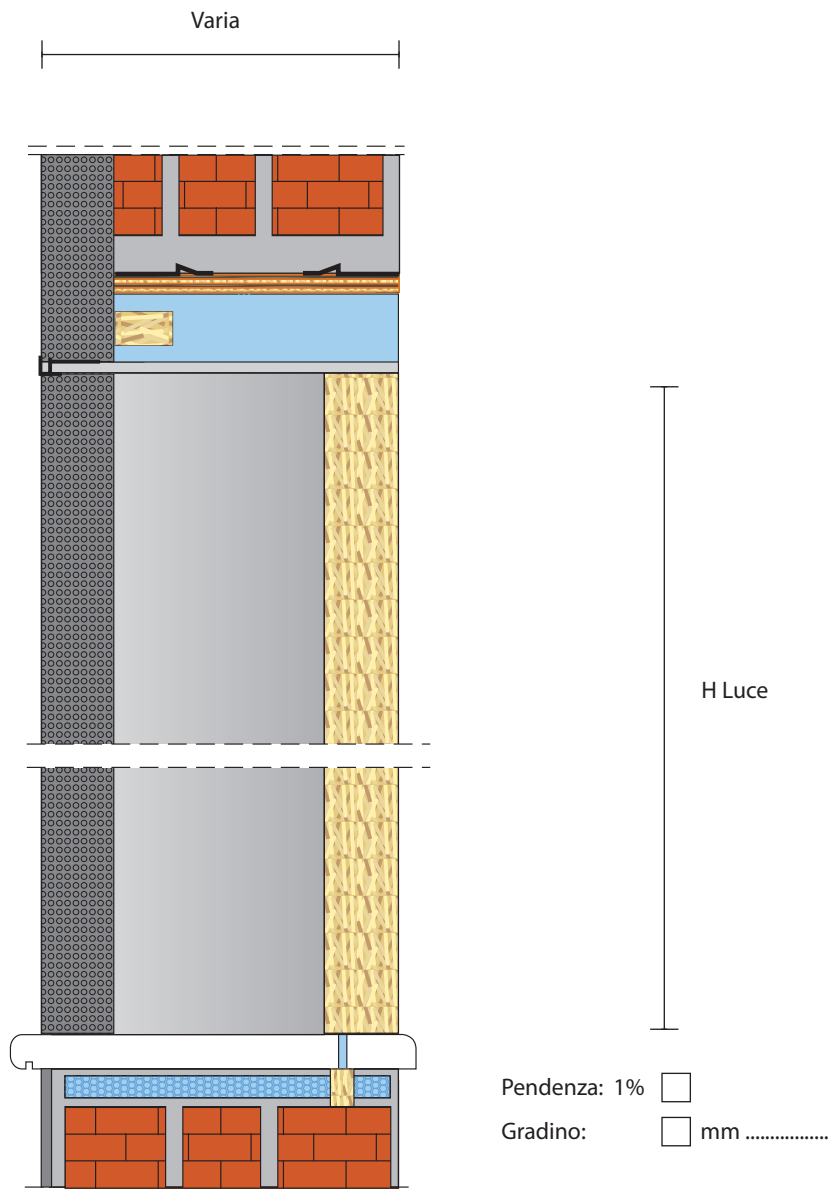 Varia
H Luce
Pendenza: 1%
Gradino: mm .................